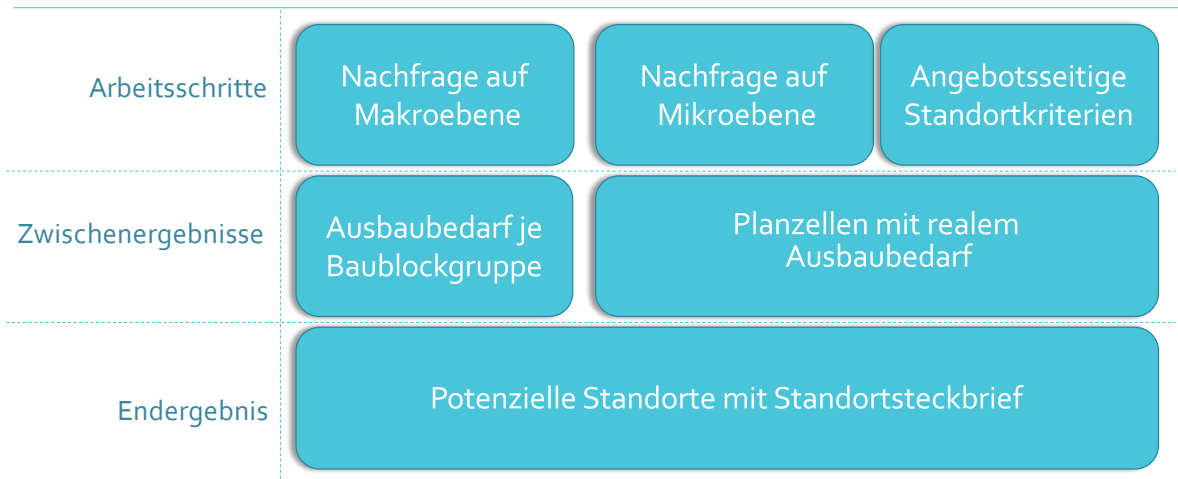 Arbeitsschritte
Nachfrage auf
Makroebene
Nachfrage auf
Mikroebene
Angebotsseitige
Standortkriterien
Zwischenergebnisse
Ausbaubedarf je
Baublockgruppe
Planzellen mit realem
Ausbaubedarf
Endergebnis
Potenzielle Standorte mit Standortsteckbrief